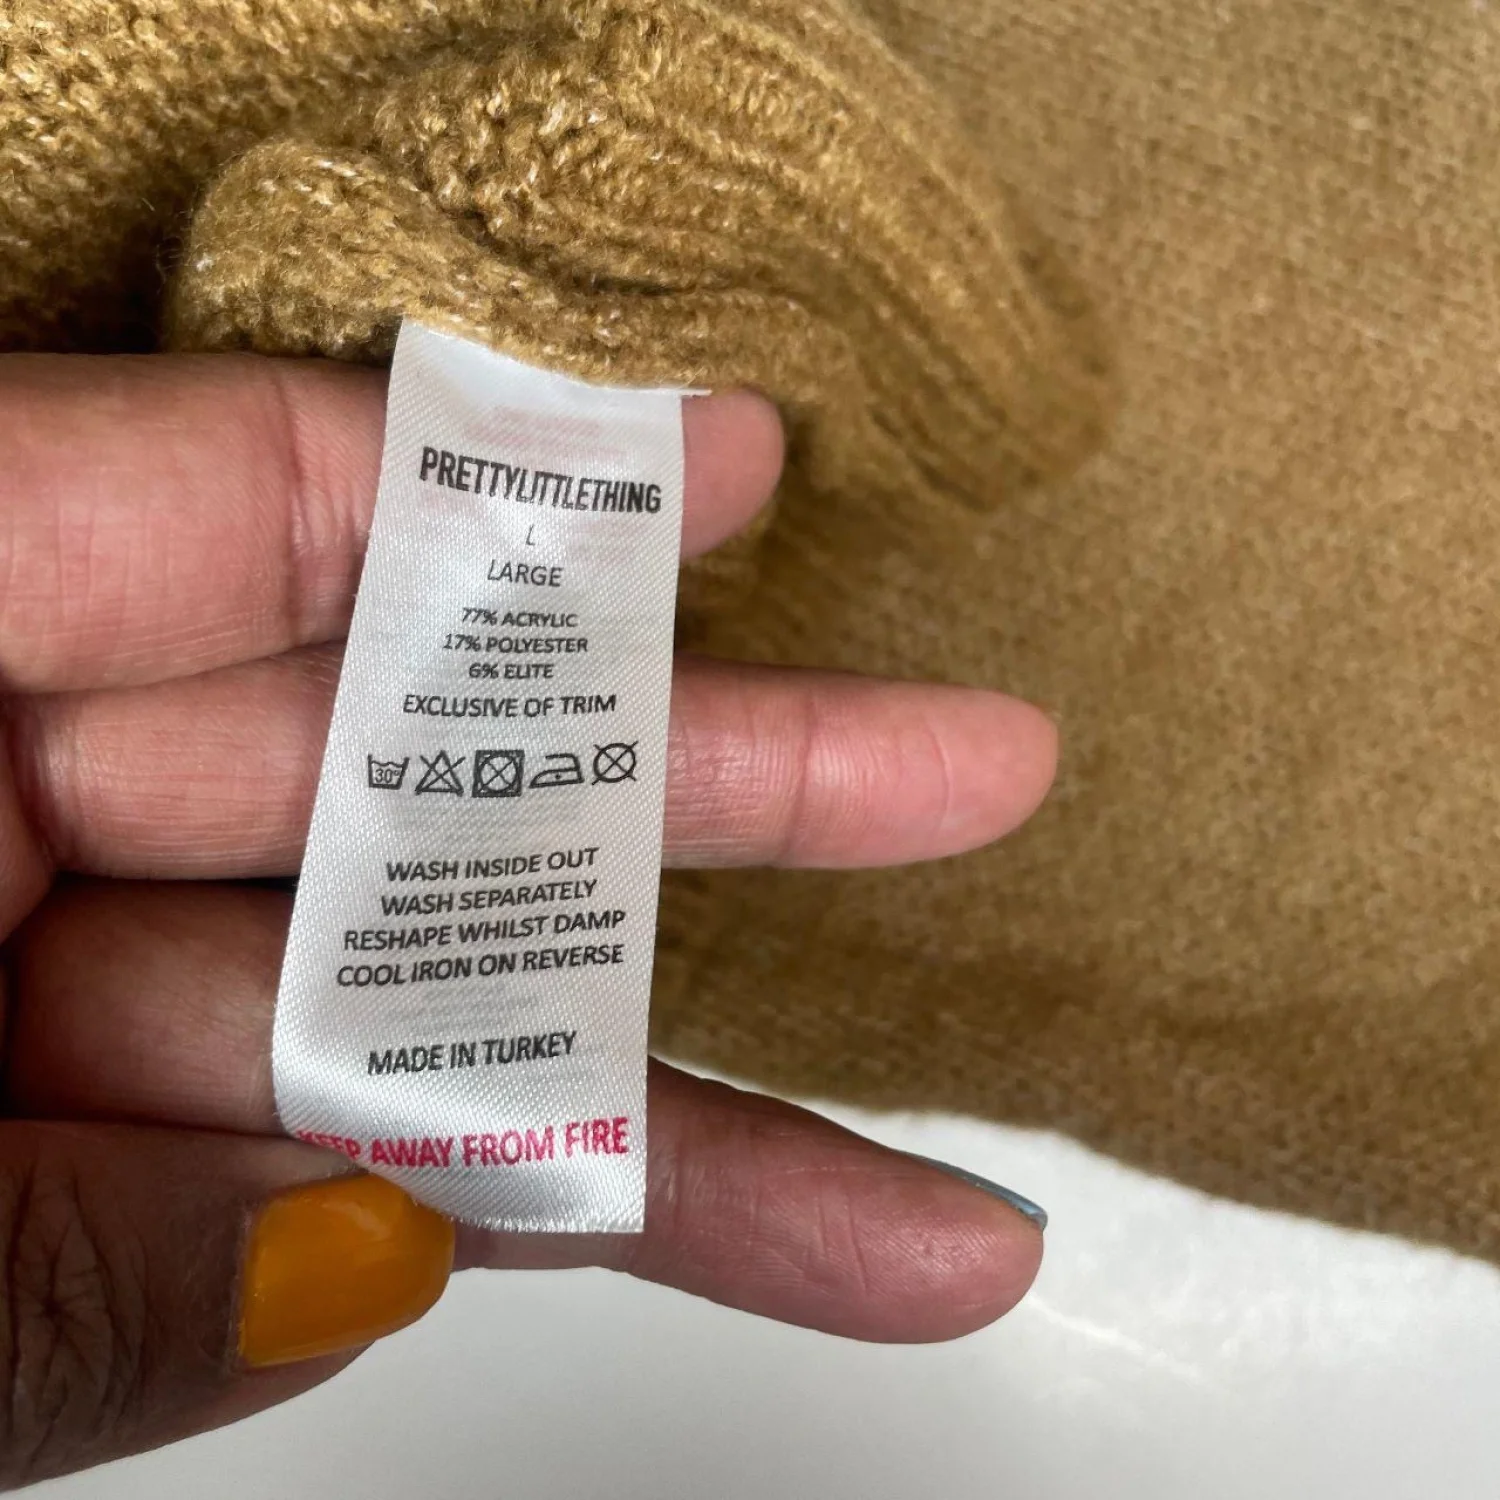 PRETTYLITTLETHING
L
LARGE
77% ACRYLIC
17% POLYESTER
6% ELITE
EXCLUSIVE OF TRIM
30°
WASH INSIDE OUT
WASH SEPARATELY
RESHAPE WHILST DAMP
COOL IRON ON REVERSE
MADE IN TURKEY
KEEP AWAY FROM FIRE